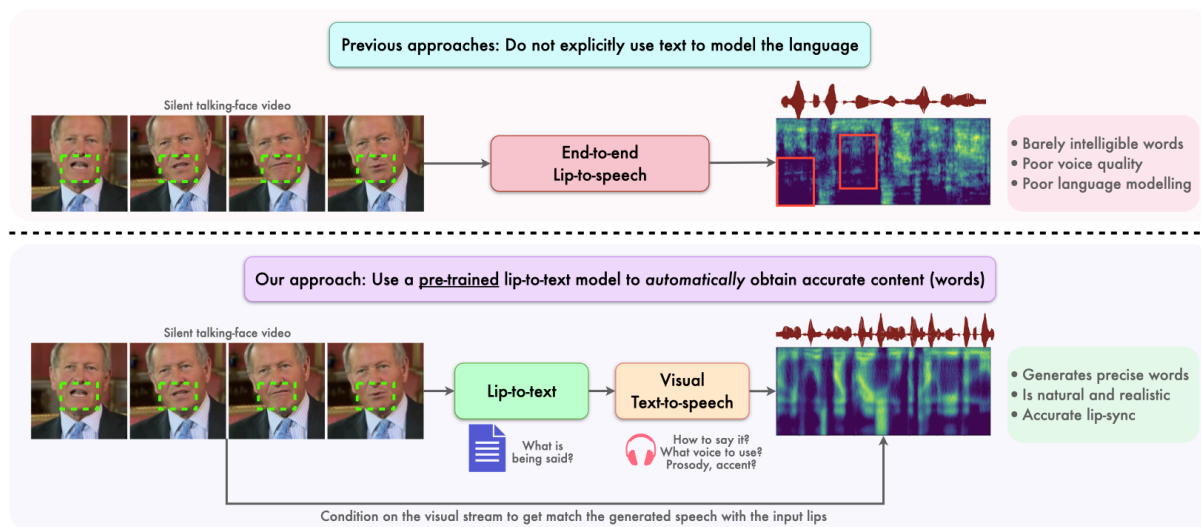 Previous approaches: Do not explicitly use text to model the language
Silent talking-face video
End-to-end
Lip-to-speech
• Barely intelligible words
• Poor voice quality
• Poor language modelling
Our approach: Use a pre-trained lip-to-text model to automatically obtain accurate content (words)
Silent talking-face video
Lip-to-text
Visual
Text-to-speech
What is
being said?
How to say it?
What voice to use?
Prosody, accent?
• Generates precise words
• Is natural and realistic
• Accurate lip-sync
Condition on the visual stream to get match the generated speech with the input lips